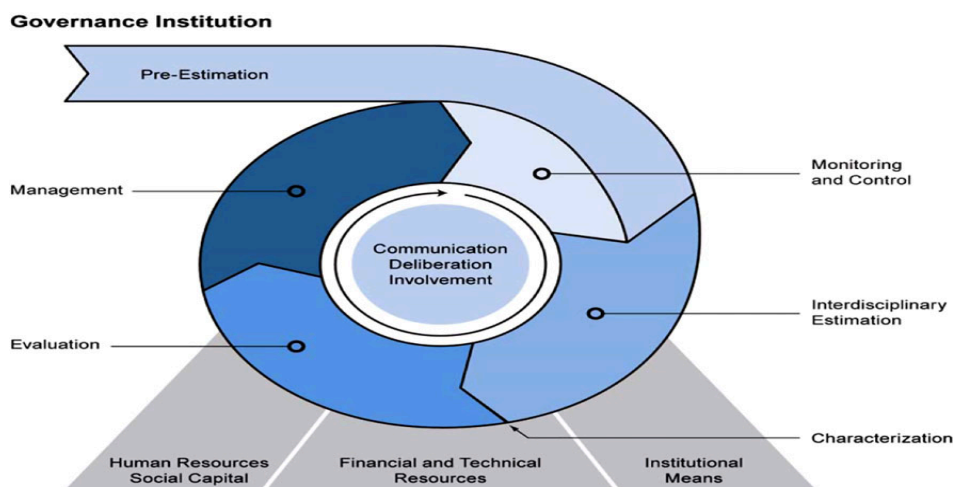 Governance Institution
Pre-Estimation
Monitoring
and Control
Management
Communication
Deliberation
Involvement
Interdisciplinary
Estimation
Evaluation
Characterization
Human Resources
Social Capital
Financial and Technical
Resources
Institutional
Means